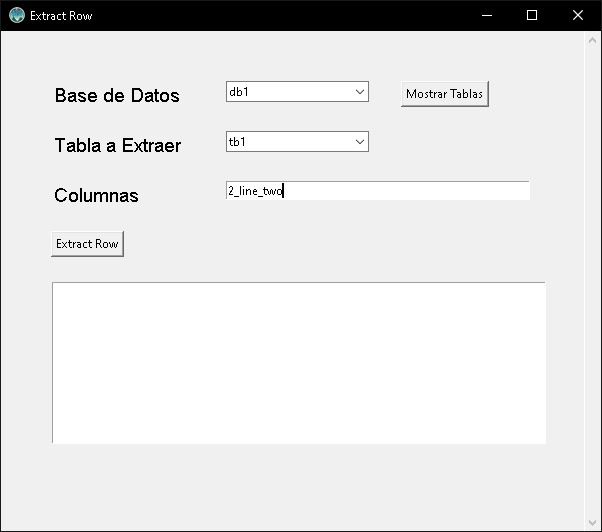 Extract Row
Base de Datos db1 Mostrar Tablas
Tabla a Extraer tb1
Columnas 2_line_two
Extract Row